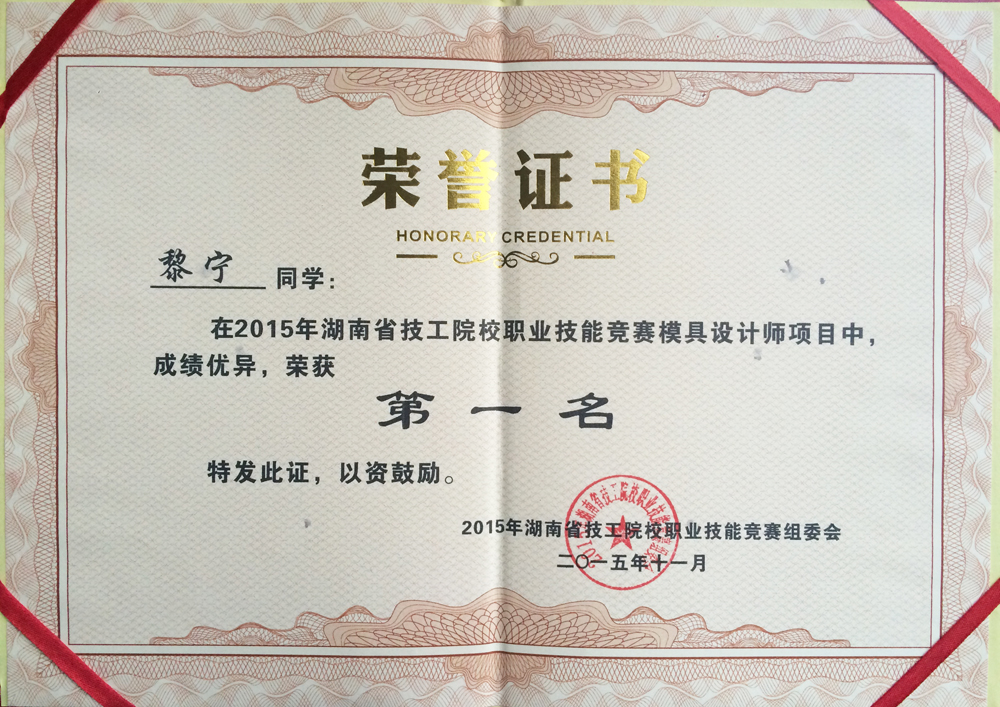 荣誉证书
HONORARY CREDENTIAL
黎宁 同学：
在2015年湖南省技工院校职业技能竞赛模具设计师项目中，
成绩优异，荣获
第一名
特发此证，以资鼓励。
2015年湖南省技工院校职业技能竞赛组委会
二〇一五年十一月